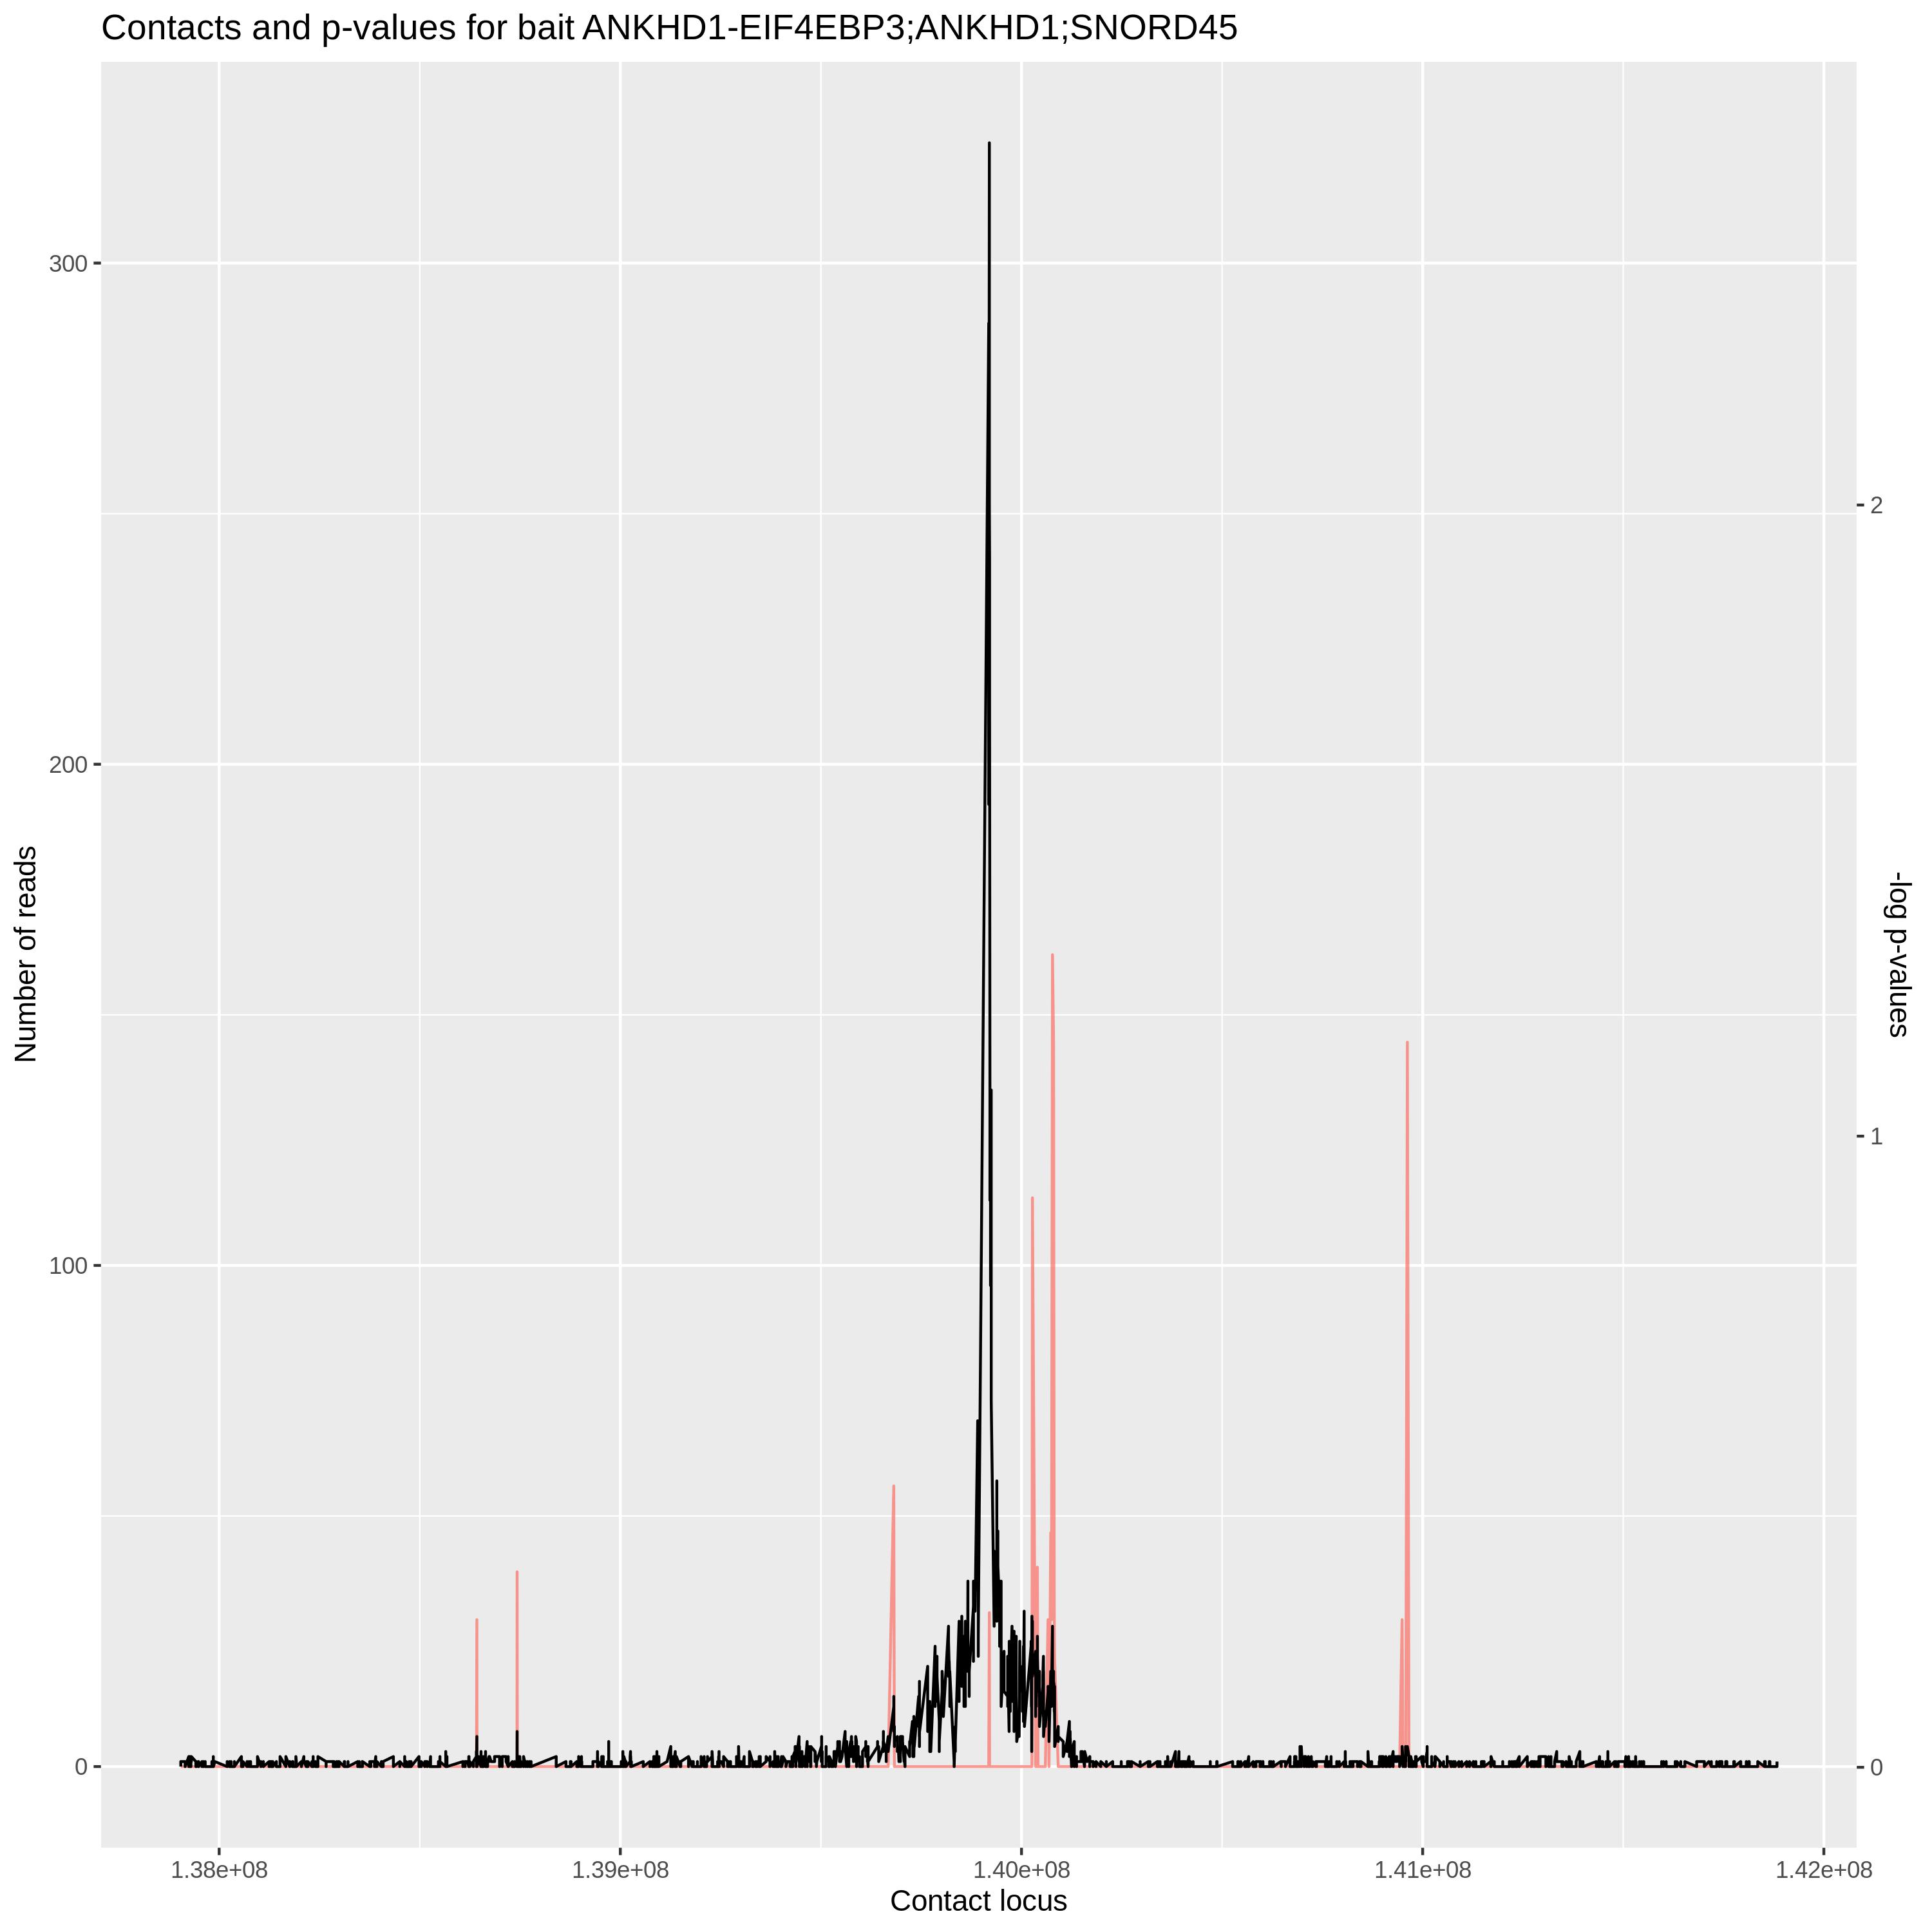 Contacts and p-values for bait ANKHD1-EIF4EBP3;ANKHD1;SNORD45
300
200
100
0
Number of reads
2
1
0
-log p-values
1.38e+08
1.39e+08
1.40e+08
1.41e+08
1.42e+08
Contact locus